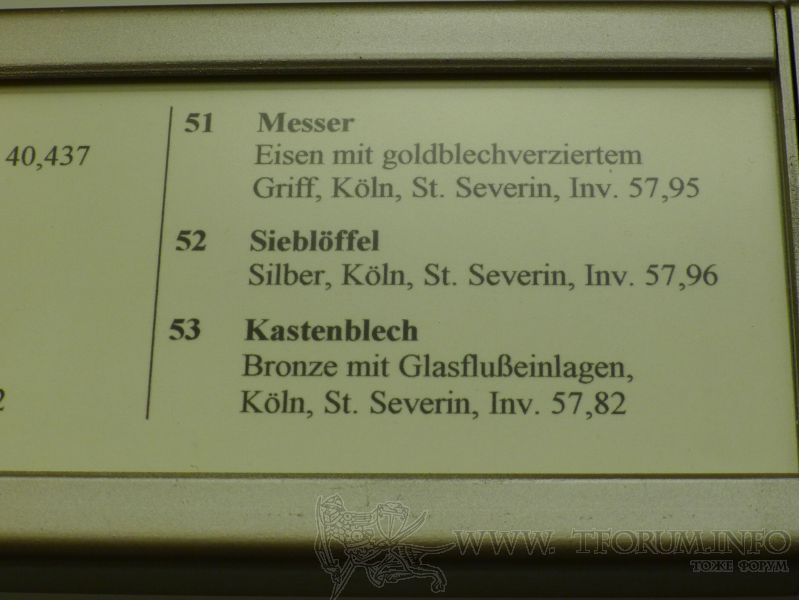 40,437
2
51 Messer
Eisen mit goldblechverziertem
Griff, Köln, St. Severin, Inv. 57,95
52 Sieblöffel
Silber, Köln, St. Severin, Inv. 57,96
53 Kastenblech
Bronze mit Glasflußeinlagen,
Köln, St. Severin, Inv. 57,82
WWW. TFORUM.INFO
ТОЖЕ ФОРУМ